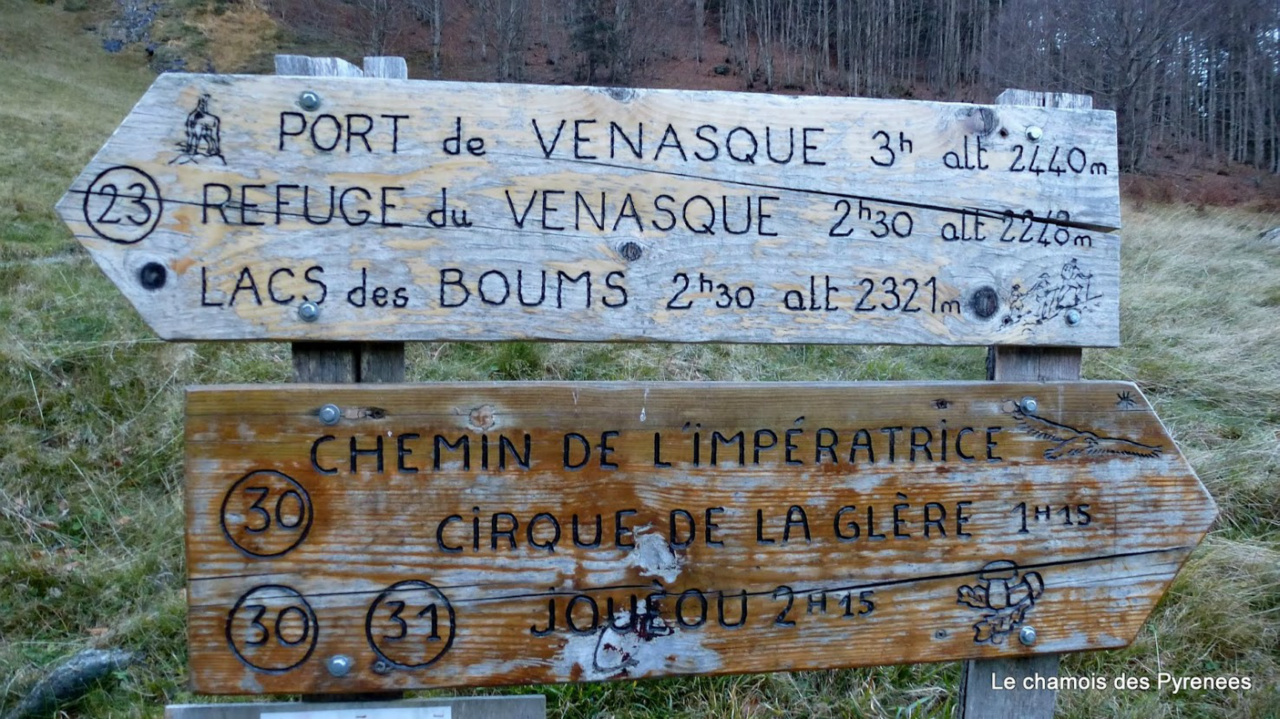 PORT de VENASQUE 3h alt 2440m
23 REFUGE du VENASQUE 2h30 alt 2248m
LACS des BOUMS 2h30 alt 2321m
CHEMIN DE L'IMPÉRATRICE
30 CIRQUE DE LA GLÈRE 1H15
30 31 JOUÈOU 2H15
Le chamois des Pyrenees